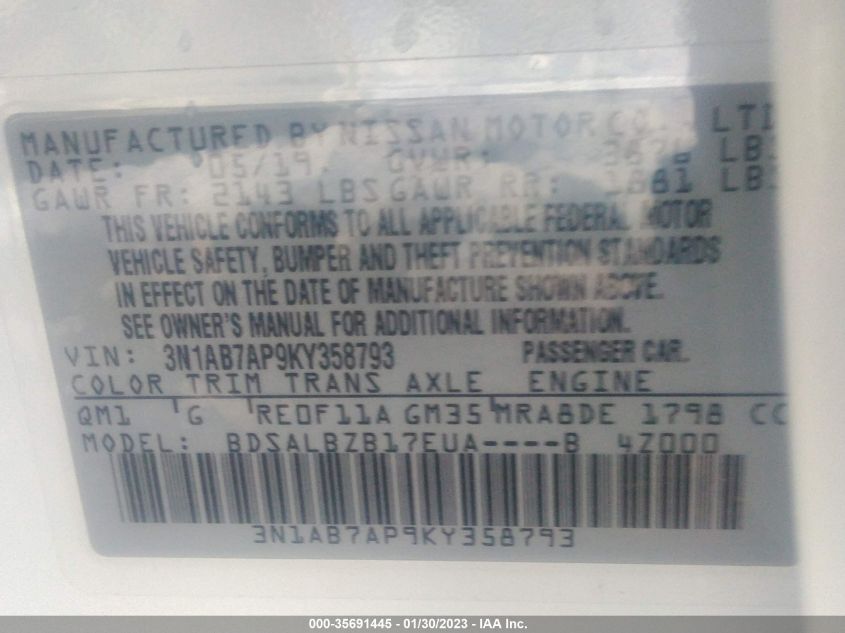 MANUFACTURED BY NISSAN MOTOR CO., LTD
DATE: 05/19 GVWR: 3676 LBS
GAWR FR: 2143 LBS GAWR RR: 1881 LBS
THIS VEHICLE CONFORMS TO ALL APPLICABLE FEDERAL MOTOR
VEHICLE SAFETY, BUMPER AND THEFT PREVENTION STANDARDS
IN EFFECT ON THE DATE OF MANUFACTURE SHOWN ABOVE.
SEE OWNER'S MANUAL FOR ADDITIONAL INFORMATION.
VIN: 3N1AB7AP9KY358793 PASSENGER CAR.
COLOR TRIM TRANS AXLE ENGINE
QM1 G RE0F11A GM35 MRA8DE 1798 CC
MODEL: BDSALBZB17EUA----B 4Z000
3N1AB7AP9KY358793
000-35691445 - 01/30/2023 - IAA Inc.